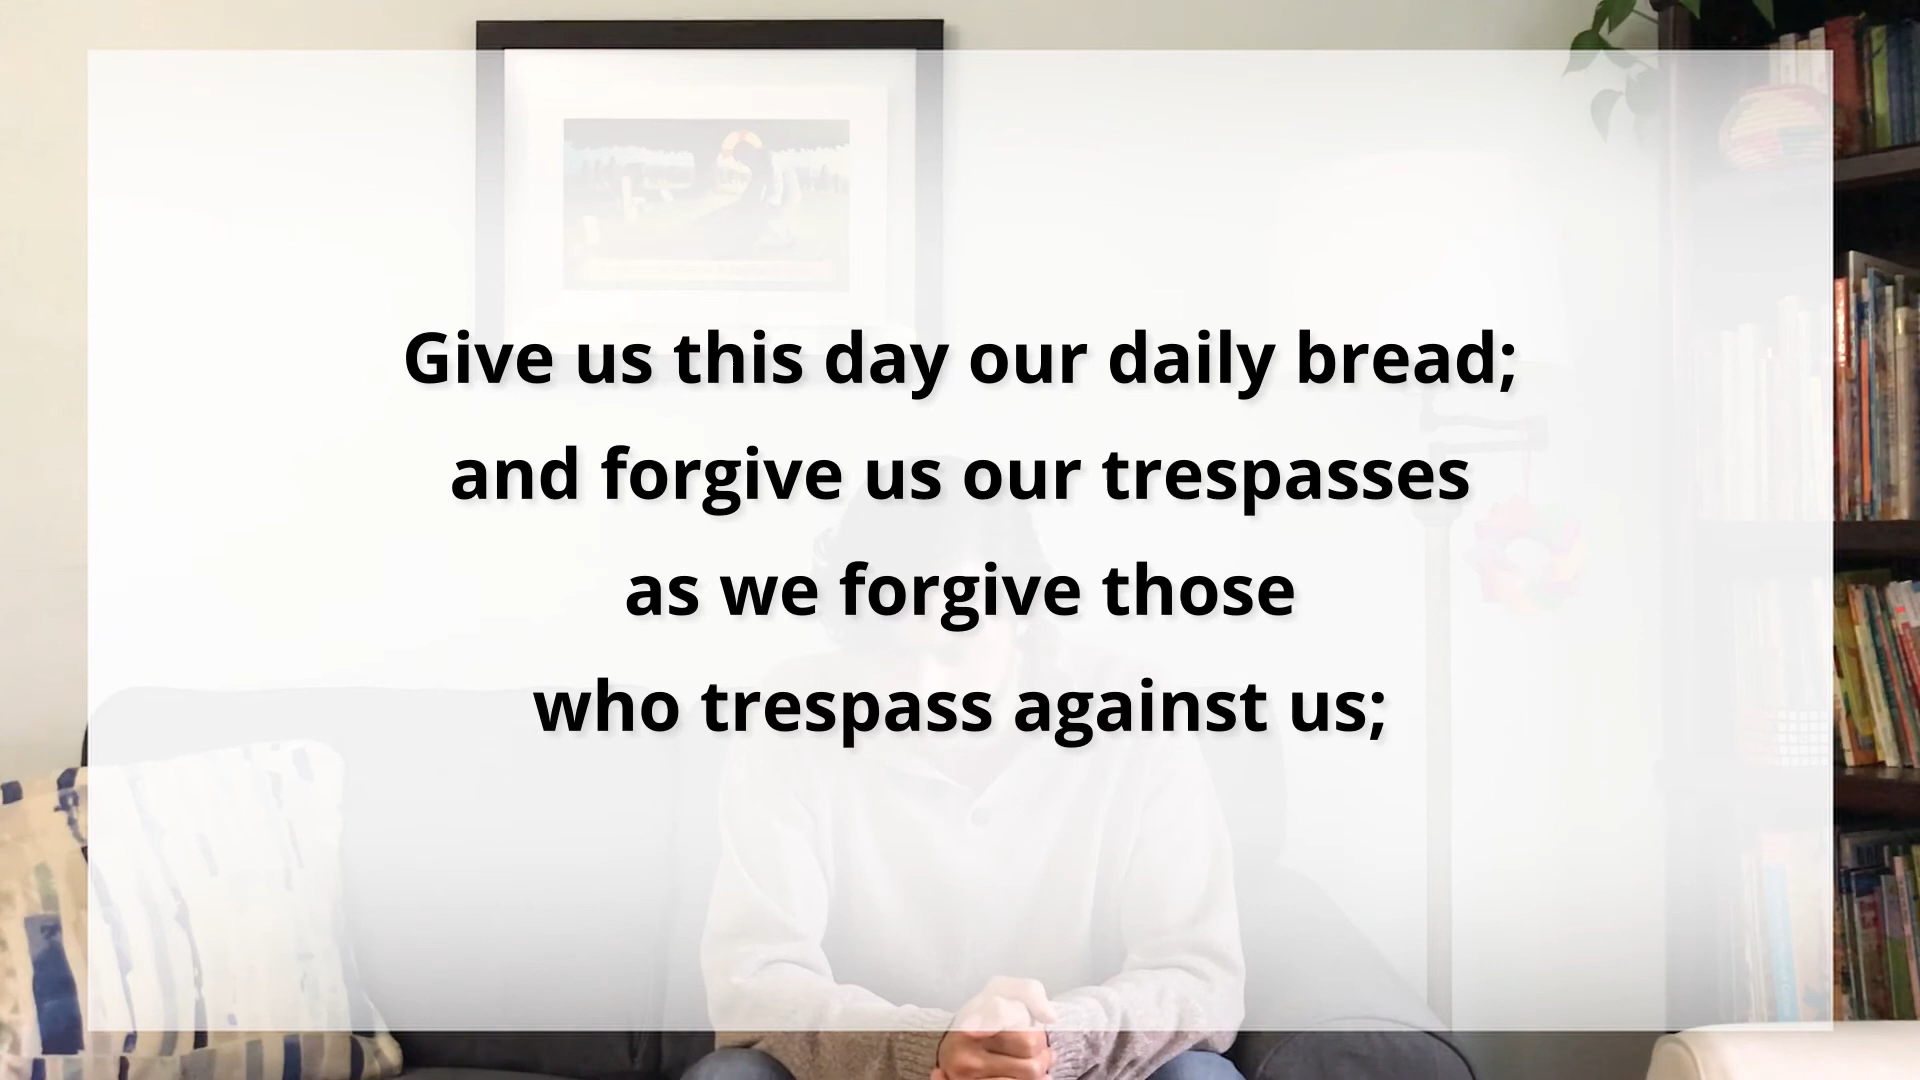 Give us this day our daily bread;
and forgive us our trespasses
as we forgive those
who trespass against us;